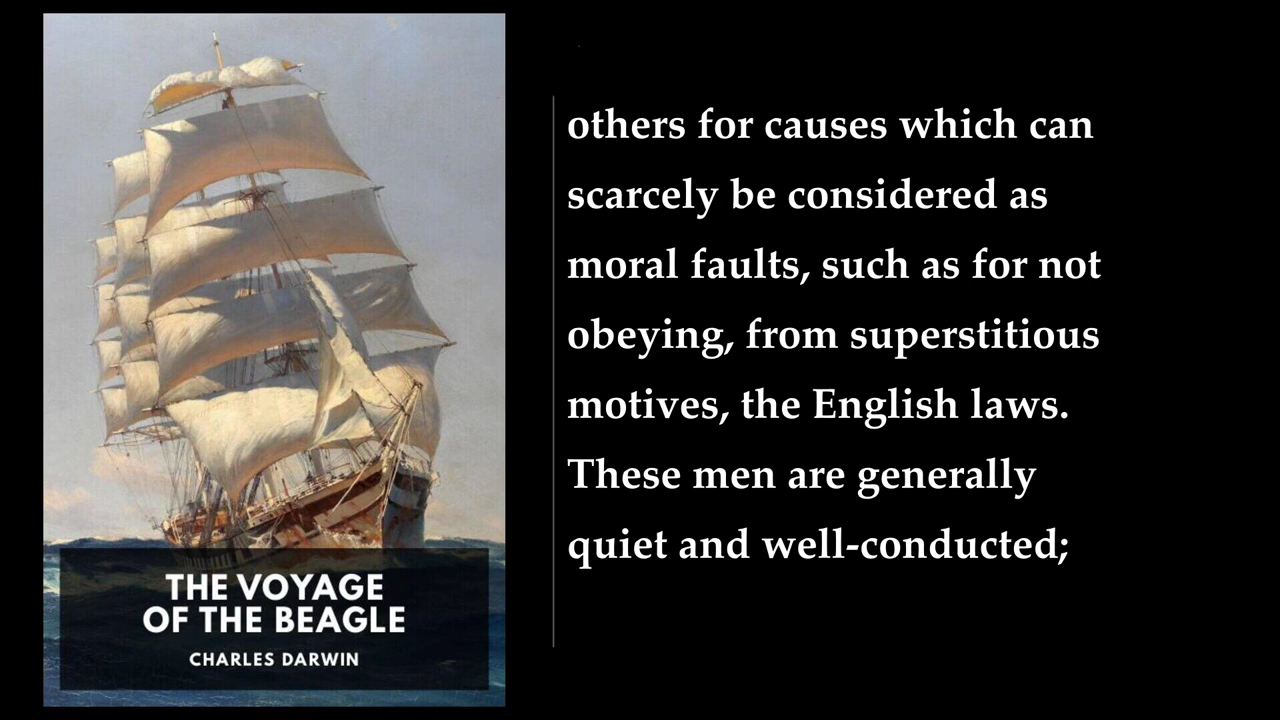 others for causes which can
scarcely be considered as
moral faults, such as for not
obeying, from superstitious
motives, the English laws.
These men are generally
quiet and well-conducted;
THE VOYAGE
OF THE BEAGLE
CHARLES DARWIN